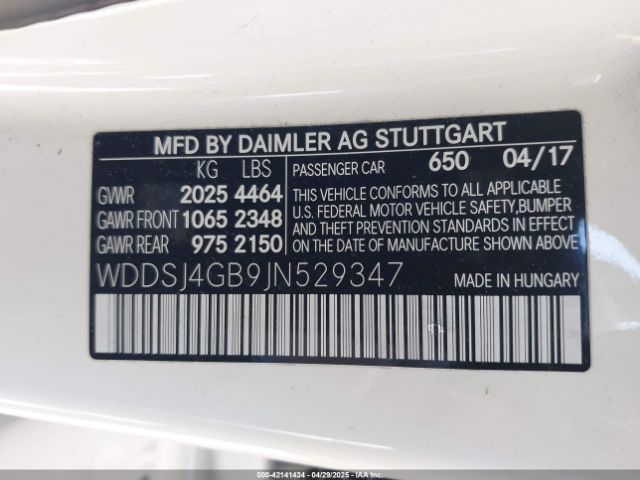 MFD BY DAIMLER AG STUTTGART
KG LBS PASSENGER CAR 650 04/17
GVWR 2025 4464 THIS VEHICLE CONFORMS TO ALL APPLICABLE
U.S. FEDERAL MOTOR VEHICLE SAFETY,BUMPER
GAWR FRONT 1065 2348 AND THEFT PREVENTION STANDARDS IN EFFECT
GAWR REAR 975 2150 ON THE DATE OF MANUFACTURE SHOWN ABOVE.
WDDSJ4GB9JN529347 MADE IN HUNGARY
000-42141434 - 04/29/2025 - IAAI.COM